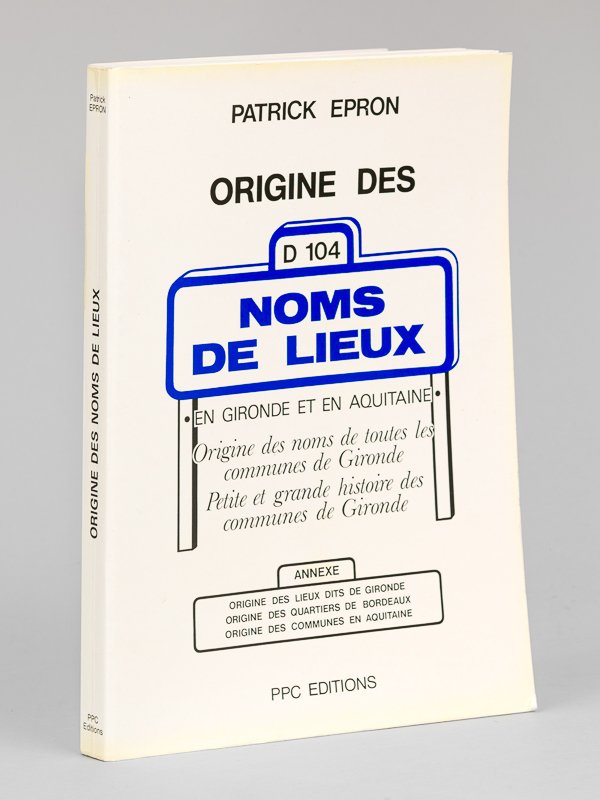 Patrick
EPRON
ORIGINE DES NOMS DE LIEUX
PPC
Editions
PATRICK EPRON
ORIGINE DES
D 104
NOMS
DE LIEUX
EN GIRONDE ET EN AQUITAINE
Origine des noms de toutes les
communes de Gironde
Petite et grande histoire des
communes de Gironde
ANNEXE
ORIGINE DES LIEUX DITS DE GIRONDE
ORIGINE DES QUARTIERS DE BORDEAUX
ORIGINE DES COMMUNES EN AQUITAINE
PPC EDITIONS